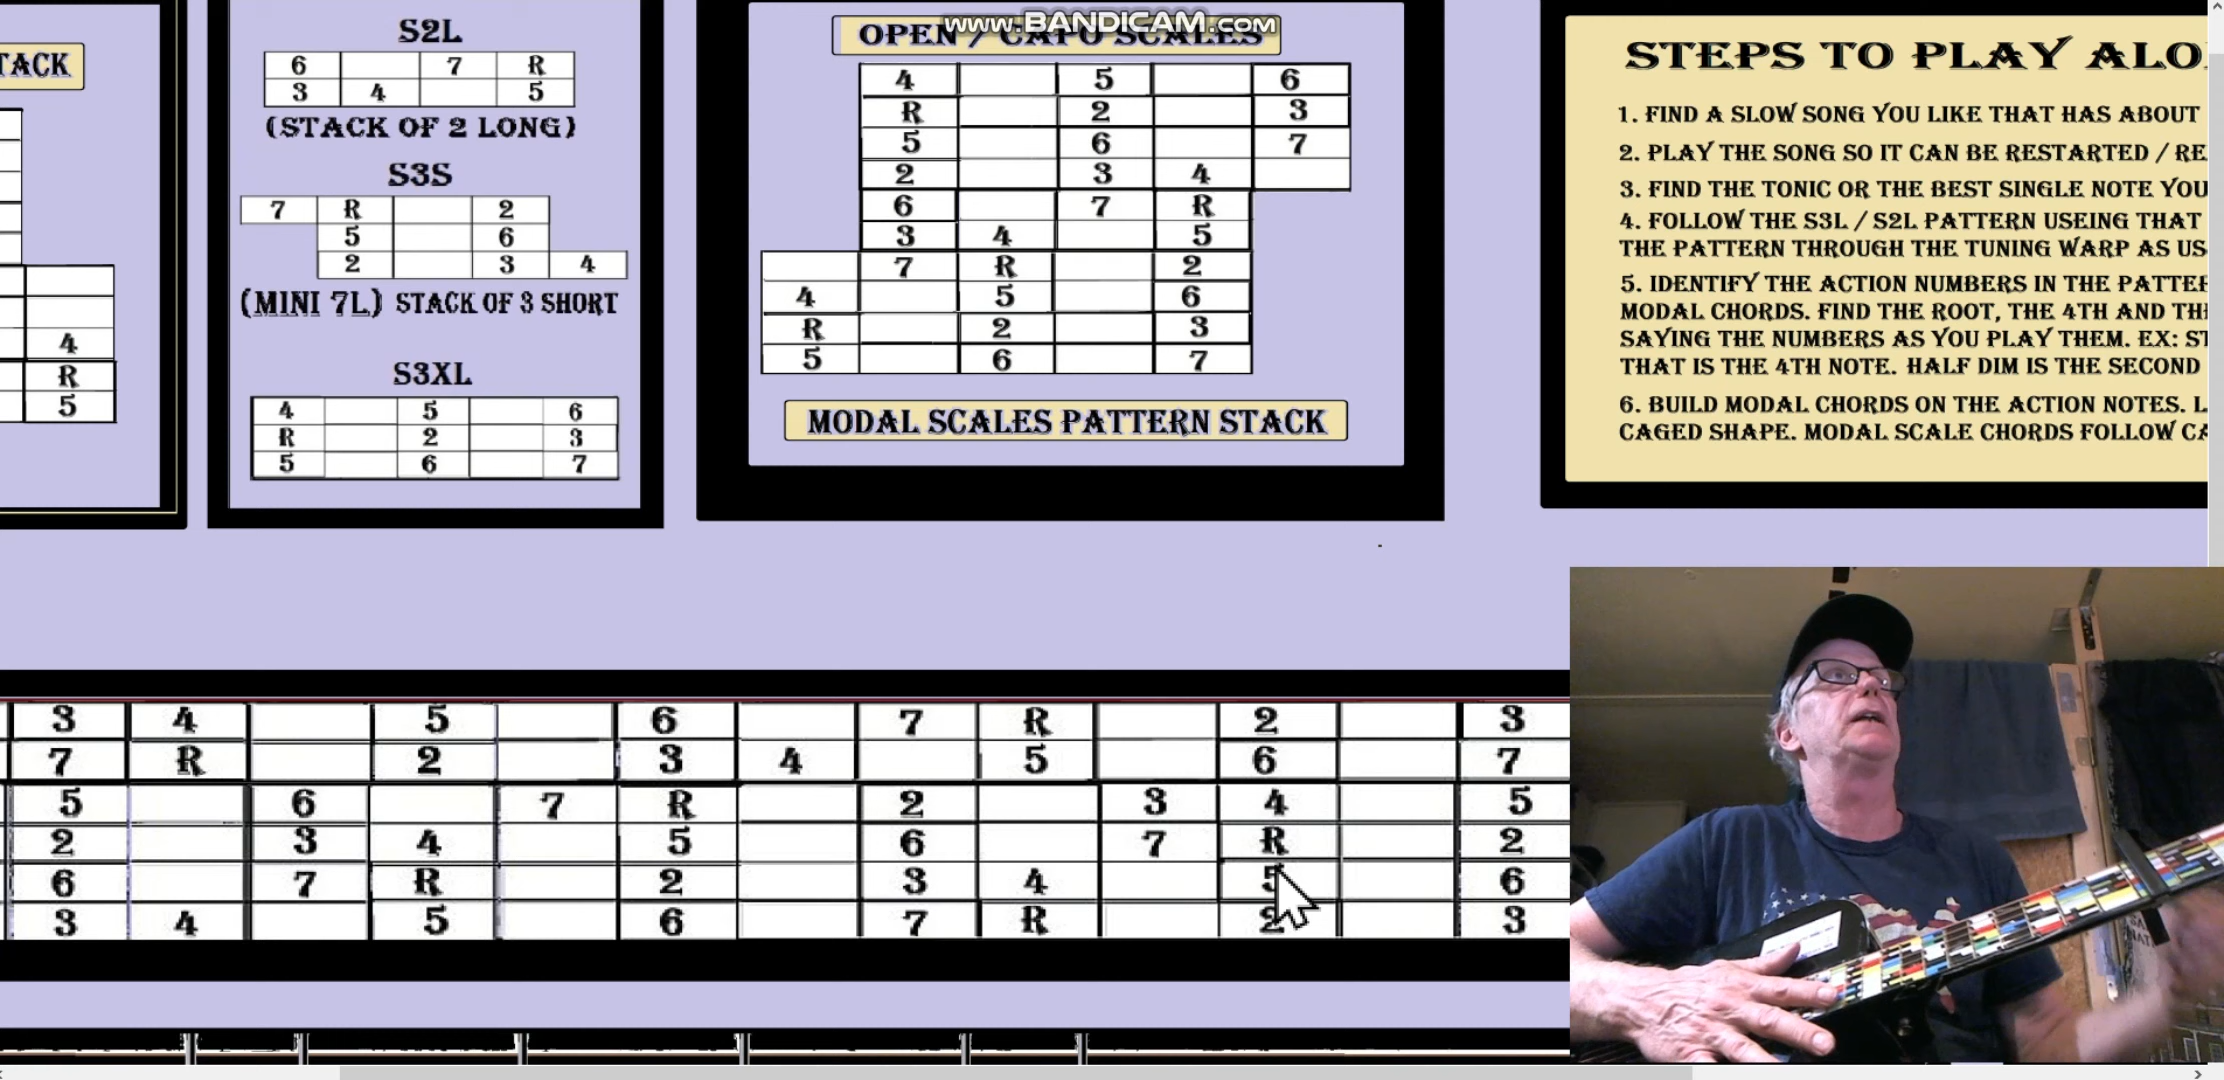 www.BANDICAM.com
TACK
4
R
5
S2L
6 7 R
3 4 5
(STACK OF 2 LONG)
S3S
7 R 2
5 6
2 3 4
(MINI 7L) STACK OF 3 SHORT
S3XL
4 5 6
R 2 3
5 6 7
OPEN / CAPO SCALES
4 5 6
R 2 3
5 6 7
2 3 4
6 7 R
3 4 5
7 R 2
4 5 6
R 2 3
5 6 7
MODAL SCALES PATTERN STACK
STEPS TO PLAY ALO
1. FIND A SLOW SONG YOU LIKE THAT HAS ABOUT
2. PLAY THE SONG SO IT CAN BE RESTARTED / RE
3. FIND THE TONIC OR THE BEST SINGLE NOTE YOU
4. FOLLOW THE S3L / S2L PATTERN USEING THAT
THE PATTERN THROUGH THE TUNING WARP AS US
5. IDENTIFY THE ACTION NUMBERS IN THE PATTE
MODAL CHORDS. FIND THE ROOT, THE 4TH AND TH
SAYING THE NUMBERS AS YOU PLAY THEM. EX: ST
THAT IS THE 4TH NOTE. HALF DIM IS THE SECOND
6. BUILD MODAL CHORDS ON THE ACTION NOTES. L
CAGED SHAPE. MODAL SCALE CHORDS FOLLOW CA
3 4 5 6 7 R 2 3
7 R 2 3 4 5 6 7
5 6 7 R 2 3 4 5
2 3 4 5 6 7 R 2
6 7 R 2 3 4 5 6
3 4 5 6 7 R 2 3